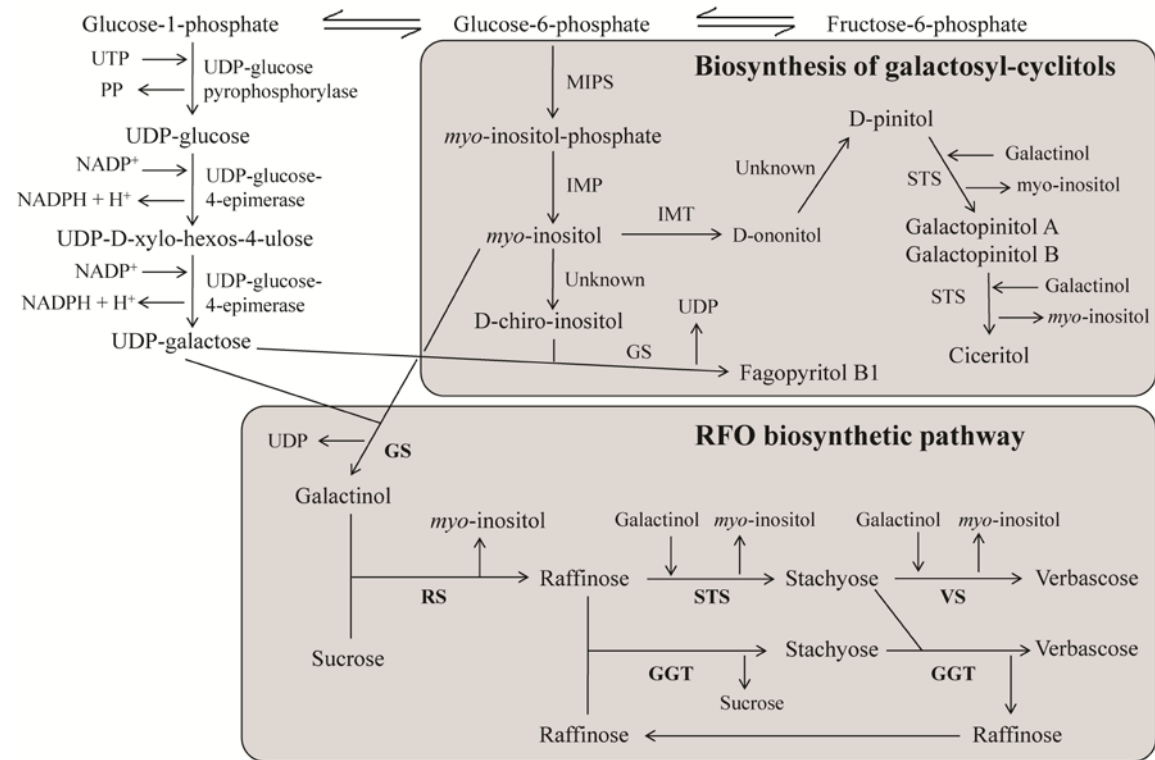 Glucose-1-phosphate
Glucose-6-phosphate
Fructose-6-phosphate
UTP
PP
UDP-glucose
pyrophosphorylase
UDP-glucose
NADP+
NADPH + H+
UDP-glucose-
4-epimerase
UDP-D-xylo-hexos-4-ulose
NADP+
NADPH + H+
UDP-glucose-
4-epimerase
UDP-galactose
Biosynthesis of galactosyl-cyclitols
MIPS
myo-inositol-phosphate
IMP
myo-inositol
IMT
D-ononitol
Unknown
D-pinitol
STS
Galactinol
myo-inositol
Galactopinitol A
Galactopinitol B
STS
Galactinol
myo-inositol
Ciceritol
Unknown
D-chiro-inositol
GS
UDP
Fagopyritol B1
RFO biosynthetic pathway
UDP
GS
Galactinol
myo-inositol
RS
Sucrose
Raffinose
Galactinol
myo-inositol
STS
Stachyose
Galactinol
myo-inositol
VS
Verbascose
GGT
Sucrose
Stachyose
GGT
Verbascose
Raffinose
Raffinose